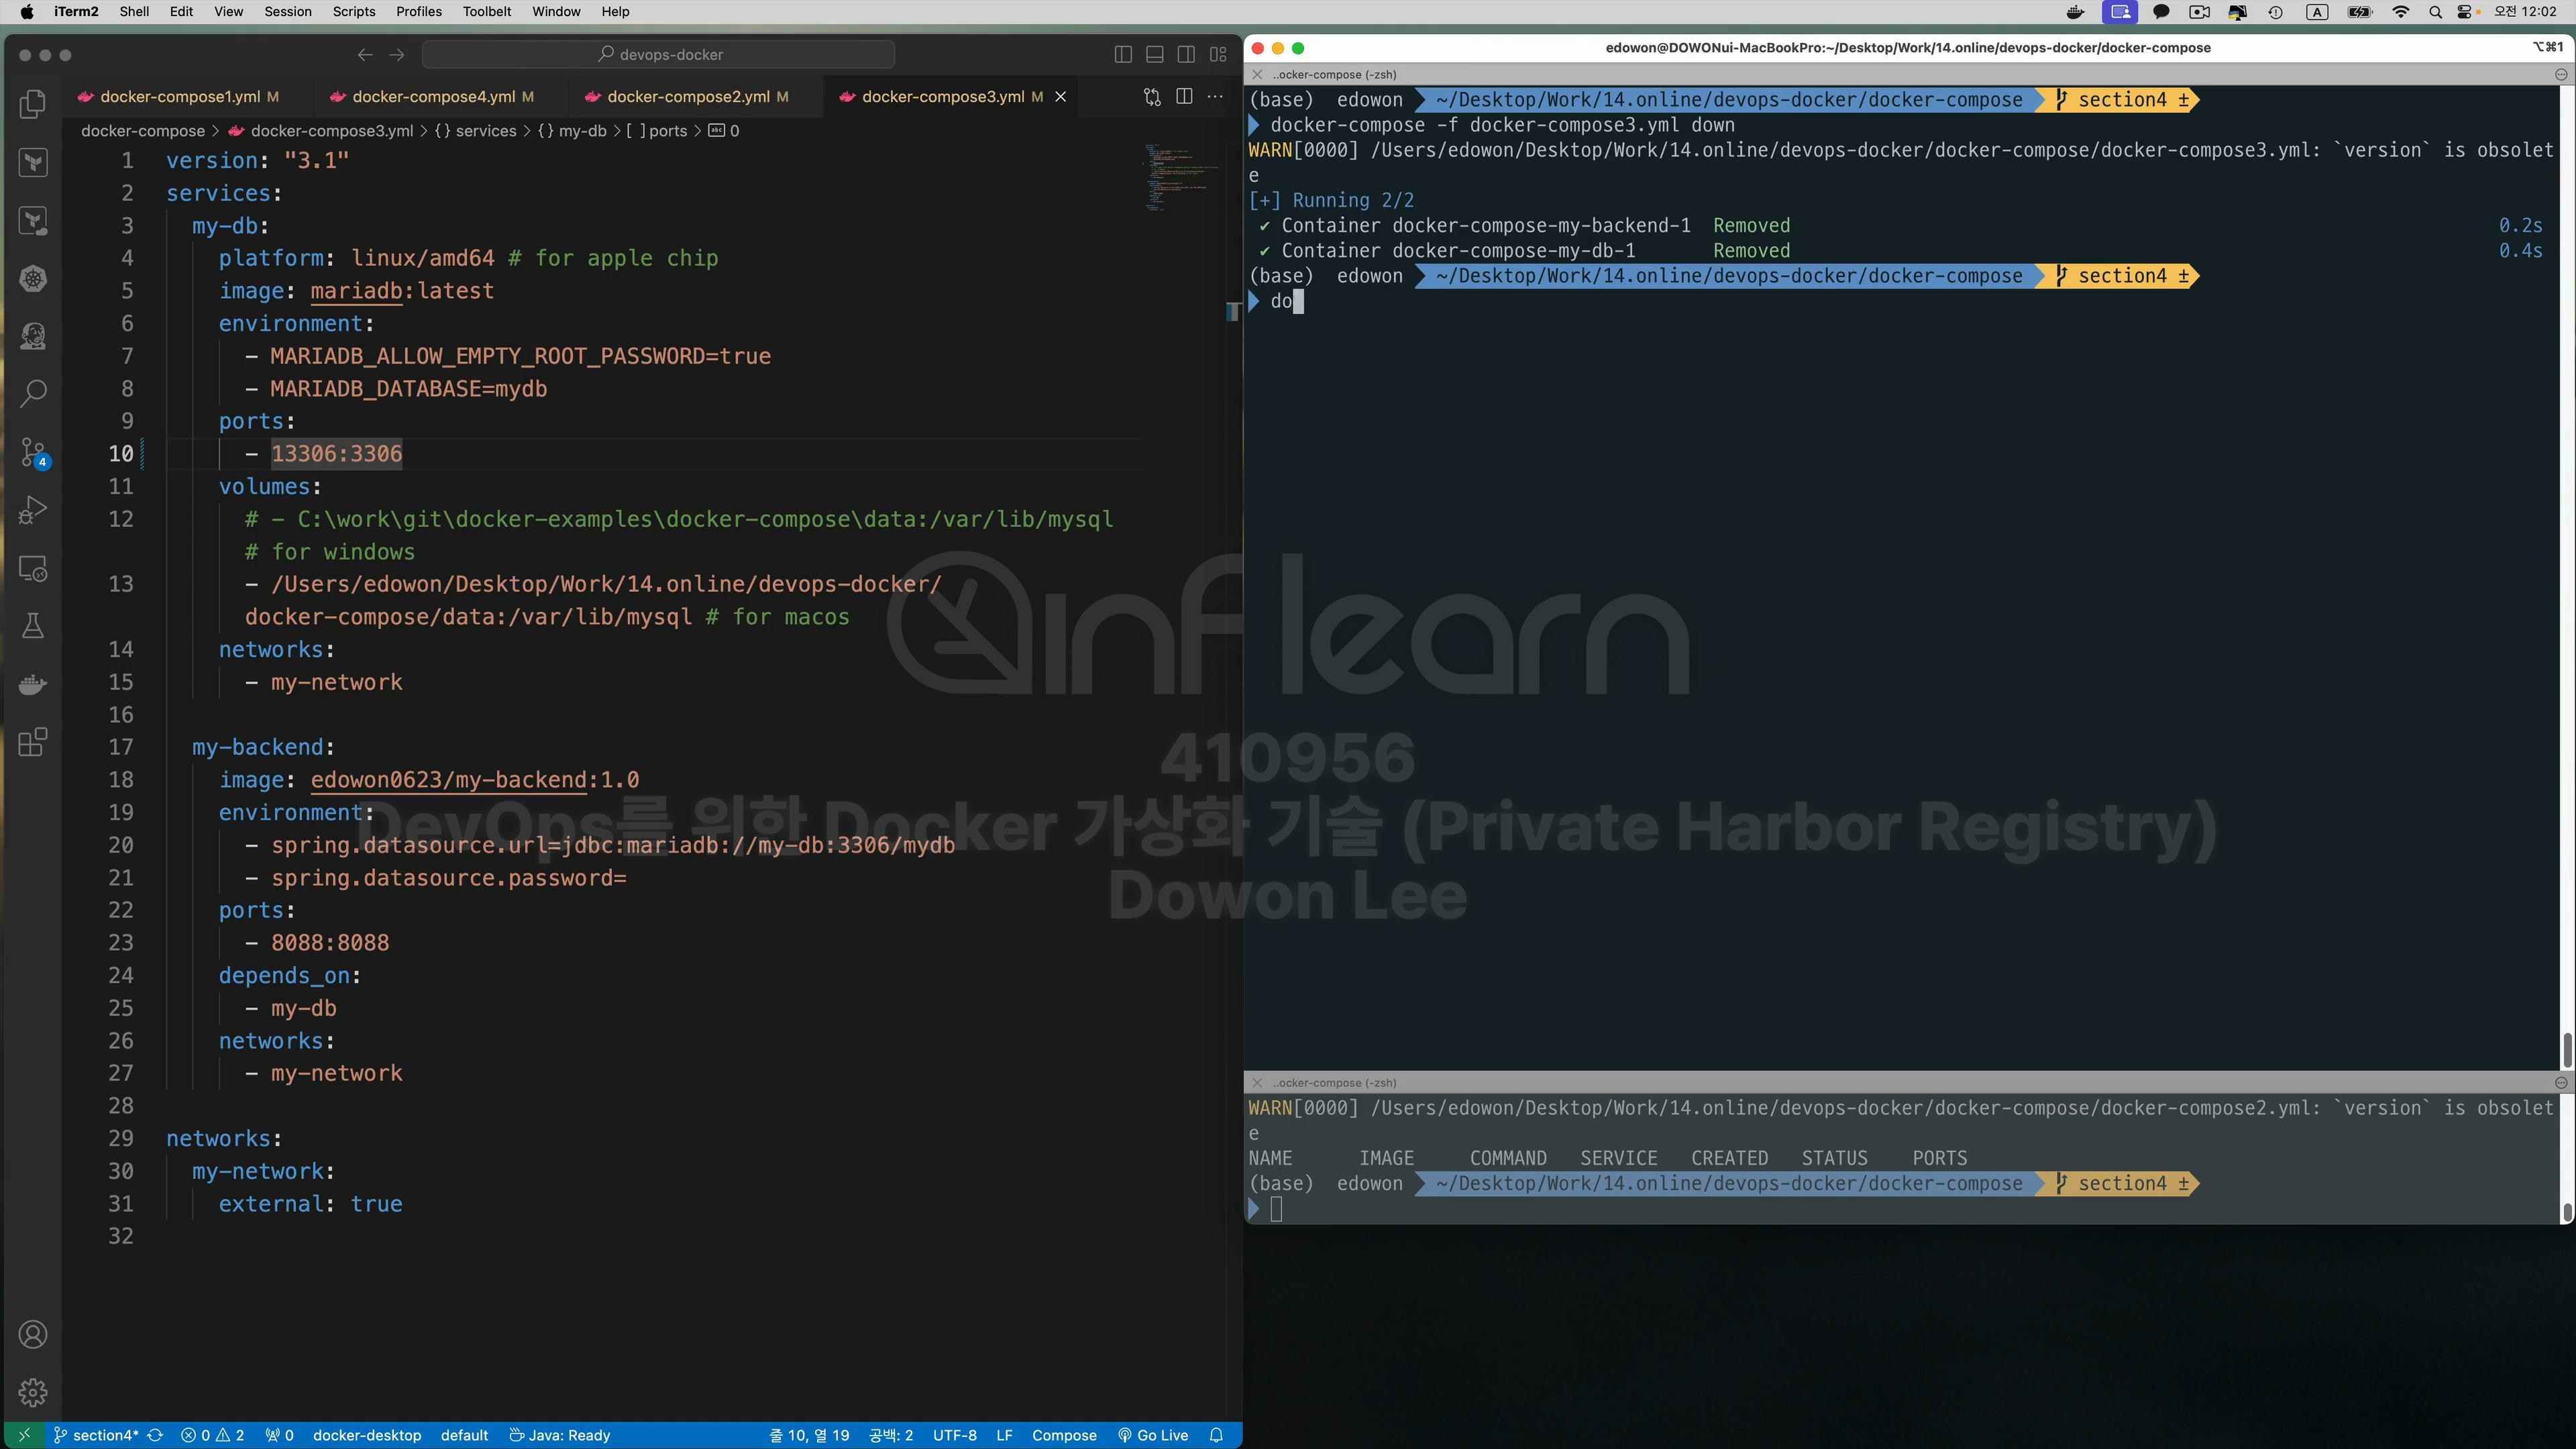 iTerm2 Shell Edit View Session Scripts Profiles Toolbelt Window Help
오전 12:02
devops-docker
docker-compose1.yml M docker-compose4.yml M docker-compose2.yml M docker-compose3.yml M
docker-compose > docker-compose3.yml > {} services > {} my-db > [ ] ports > abc 0
1 version: "3.1"
2 services:
3 my-db:
4 platform: linux/amd64 # for apple chip
5 image: mariadb:latest
6 environment:
7 - MARIADB_ALLOW_EMPTY_ROOT_PASSWORD=true
8 - MARIADB_DATABASE=mydb
9 ports:
10 - 13306:3306
11 volumes:
12 # - C:\work\git\docker-examples\docker-compose\data:/var/lib/mysql
# for windows
13 - /Users/edowon/Desktop/Work/14.online/devops-docker/
docker-compose/data:/var/lib/mysql # for macos
14 networks:
15 - my-network
16
17 my-backend:
18 image: edowon0623/my-backend:1.0
19 environment:
20 - spring.datasource.url=jdbc:mariadb://my-db:3306/mydb
21 - spring.datasource.password=
22 ports:
23 - 8088:8088
24 depends_on:
25 - my-db
26 networks:
27 - my-network
28
29 networks:
30 my-network:
31 external: true
32
4
section4* 0 2 0 docker-desktop default Java: Ready 줄 10, 열 19 공백: 2 UTF-8 LF Compose Go Live
edowon@DOWONui-MacBookPro:~/Desktop/Work/14.online/devops-docker/docker-compose ⌥⌘1
..ocker-compose (-zsh)
(base) edowon ~/Desktop/Work/14.online/devops-docker/docker-compose section4 ±
docker-compose -f docker-compose3.yml down
WARN[0000] /Users/edowon/Desktop/Work/14.online/devops-docker/docker-compose/docker-compose3.yml: `version` is obsolet
e
[+] Running 2/2
✔ Container docker-compose-my-backend-1 Removed 0.2s
✔ Container docker-compose-my-db-1 Removed 0.4s
(base) edowon ~/Desktop/Work/14.online/devops-docker/docker-compose section4 ±
do
..ocker-compose (-zsh)
WARN[0000] /Users/edowon/Desktop/Work/14.online/devops-docker/docker-compose/docker-compose2.yml: `version` is obsolet
e
NAME IMAGE COMMAND SERVICE CREATED STATUS PORTS
(base) edowon ~/Desktop/Work/14.online/devops-docker/docker-compose section4 ±
inflearn
410956
DevOps를 위한 Docker 가상화 기술 (Private Harbor Registry)
Dowon Lee